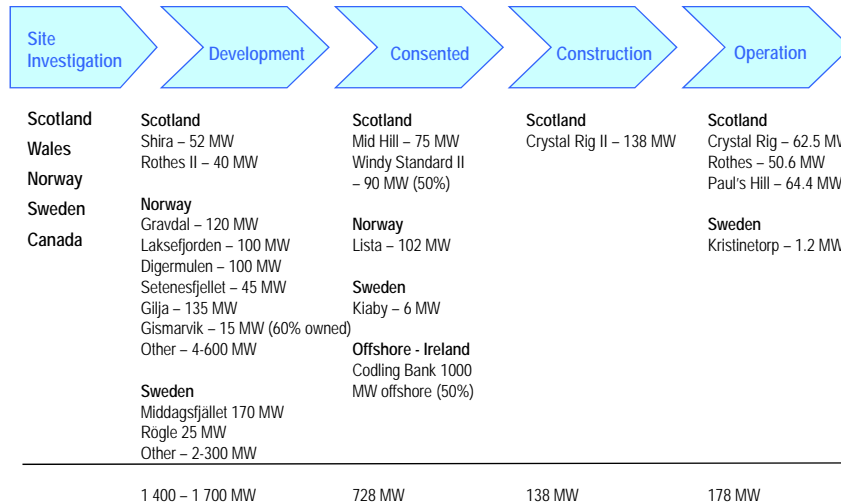 Site
Investigation
Development
Consented
Construction
Operation
Scotland
Wales
Norway
Sweden
Canada
Scotland
Shira – 52 MW
Rothes II – 40 MW
Norway
Gravdal – 120 MW
Laksefjorden – 100 MW
Digermulen – 100 MW
Setenesfjellet – 45 MW
Gilja – 135 MW
Gismarvik – 15 MW (60% owned)
Other – 4-600 MW
Sweden
Middagsfjället 170 MW
Rögle 25 MW
Other – 2-300 MW
Scotland
Mid Hill – 75 MW
Windy Standard II
– 90 MW (50%)
Norway
Lista – 102 MW
Sweden
Kiaby – 6 MW
Offshore - Ireland
Codling Bank 1000
MW offshore (50%)
Scotland
Crystal Rig II – 138 MW
Scotland
Crystal Rig – 62.5 MW
Rothes – 50.6 MW
Paul's Hill – 64.4 MW
Sweden
Kristinetorp – 1.2 MW
1 400 – 1 700 MW
728 MW
138 MW
178 MW